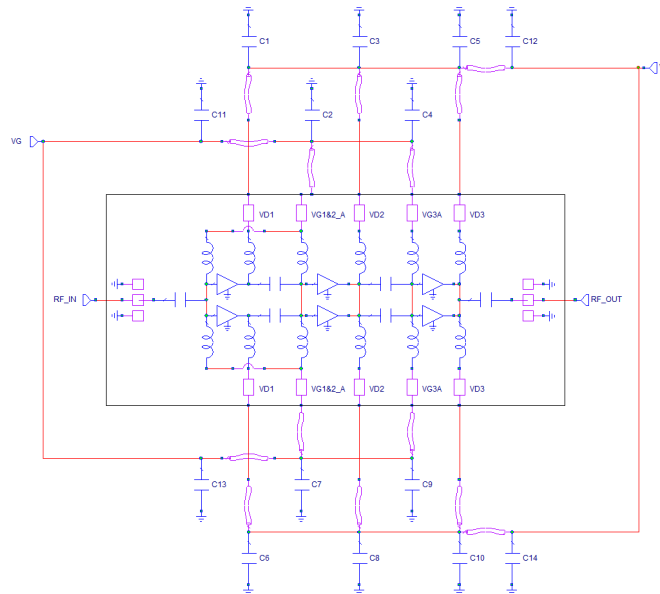 C1 C3 C5 C12
C11 C2 C4
VG
VD1 VG1&2_A VD2 VG3A VD3
RF_IN RF_OUT
VD1 VG1&2_A VD2 VG3A VD3
C13 C7 C9
C6 C8 C10 C14